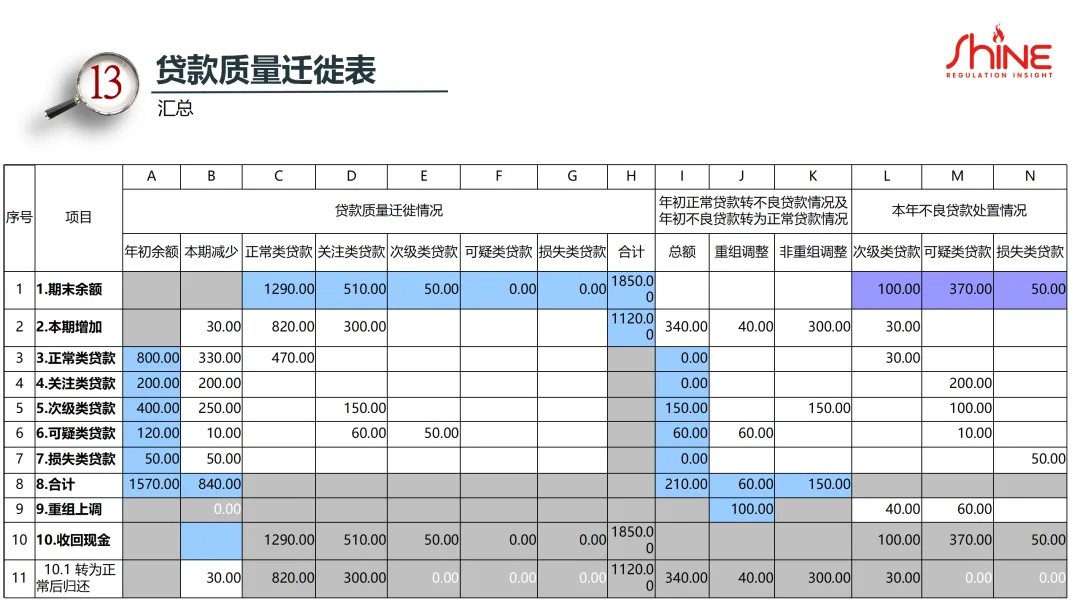 13
贷款质量迁徙表
汇总
ShiNE
REGULATION INSIGHT
序号 项目 A B C D E F G H I J K L M N
贷款质量迁徙情况 年初正常贷款转不良贷款情况及 本年不良贷款处置情况
年初不良贷款转为正常贷款情况
年初余额 本期减少 正常类贷款 关注类贷款 次级类贷款 可疑类贷款 损失类贷款 合计 总额 重组调整 非重组调整 次级类贷款 可疑类贷款 损失类贷款
1 1.期末余额 1290.00 510.00 50.00 0.00 0.00 1850.00 100.00 370.00 50.00
2 2.本期增加 30.00 820.00 300.00 1120.00 340.00 40.00 300.00 30.00
3 3.正常类贷款 800.00 330.00 470.00 0.00 30.00
4 4.关注类贷款 200.00 200.00 0.00 200.00
5 5.次级类贷款 400.00 250.00 150.00 150.00 150.00 100.00
6 6.可疑类贷款 120.00 10.00 60.00 50.00 60.00 60.00 10.00
7 7.损失类贷款 50.00 50.00 0.00 50.00
8 8.合计 1570.00 840.00 210.00 60.00 150.00
9 9.重组上调 0.00 100.00 40.00 60.00
10 10.收回现金 1290.00 510.00 50.00 0.00 0.00 1850.00 100.00 370.00 50.00
11 10.1 转为正常后归还 30.00 820.00 300.00 0.00 0.00 0.00 1120.00 340.00 40.00 300.00 30.00 0.00 0.00